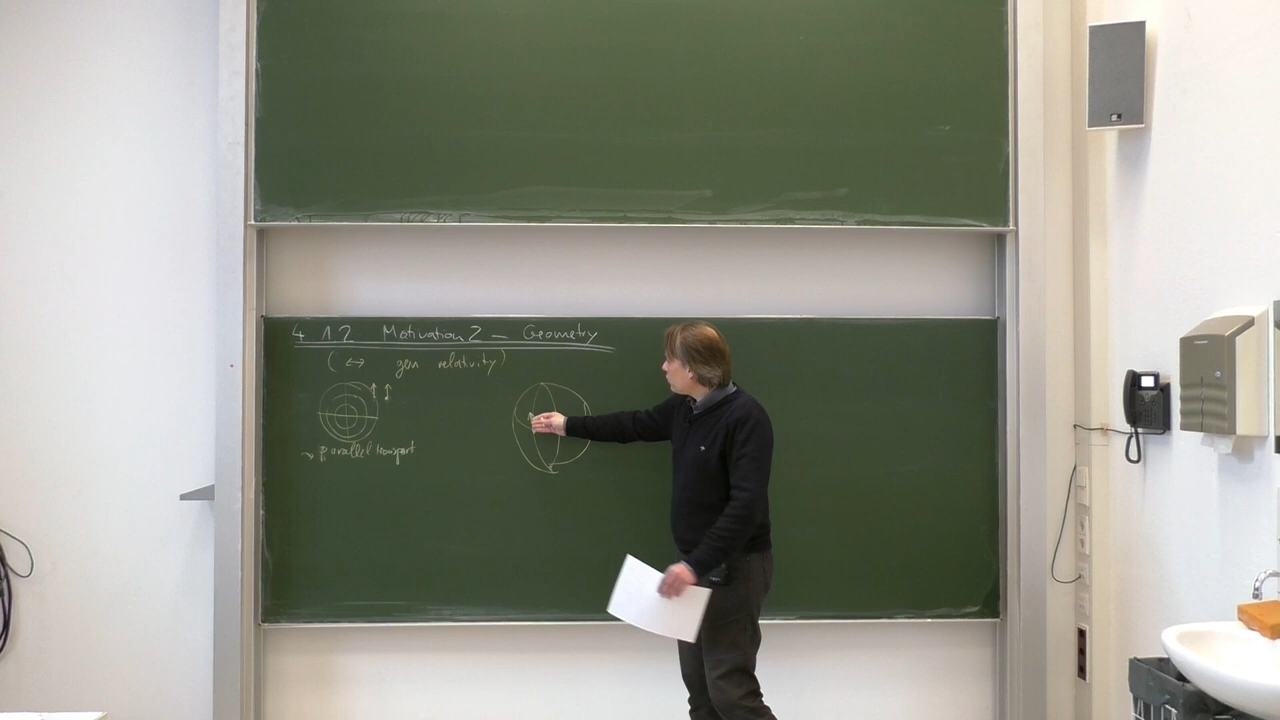 4.1.2 Motivation 2 — Geometry
(↔ gen relativity)
⇝ parallel transport